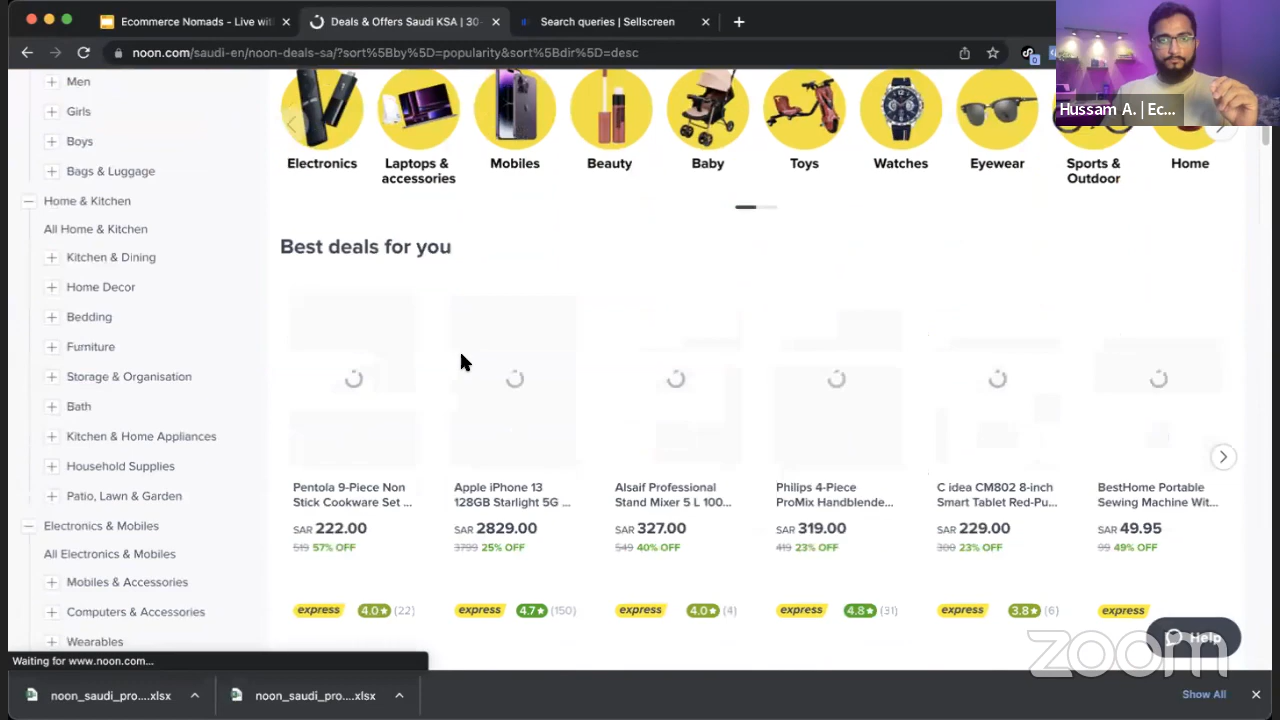 Ecommerce Nomads - Live wit
Deals & Offers Saudi KSA | 30-
Search queries | Sellscreen
noon.com/saudi-en/noon-deals-sa/?sort%5Bby%5D=popularity&sort%5Bdir%5D=desc
Hussam A. | Ec...
Men
Girls
Boys
Bags & Luggage
Home & Kitchen
All Home & Kitchen
Kitchen & Dining
Home Decor
Bedding
Furniture
Storage & Organisation
Bath
Kitchen & Home Appliances
Household Supplies
Patio, Lawn & Garden
Electronics & Mobiles
All Electronics & Mobiles
Mobiles & Accessories
Computers & Accessories
Wearables
Electronics
Laptops &
accessories
Mobiles
Beauty
Baby
Toys
Watches
Eyewear
Sports &
Outdoor
Home
Best deals for you
Pentola 9-Piece Non
Stick Cookware Set ...
SAR 222.00
519 57% OFF
express 4.0 (22)
Apple iPhone 13
128GB Starlight 5G ...
SAR 2829.00
3799 25% OFF
express 4.7 (150)
Alsaif Professional
Stand Mixer 5 L 100...
SAR 327.00
549 40% OFF
express 4.0 (4)
Philips 4-Piece
ProMix Handblende...
SAR 319.00
419 23% OFF
express 4.8 (31)
C idea CM802 8-inch
Smart Tablet Red-Pu...
SAR 229.00
300 23% OFF
express 3.8 (6)
BestHome Portable
Sewing Machine Wit...
SAR 49.95
99 49% OFF
express
Help
zoom
Waiting for www.noon.com...
noon_saudi_pro....xlsx
noon_saudi_pro....xlsx
Show All